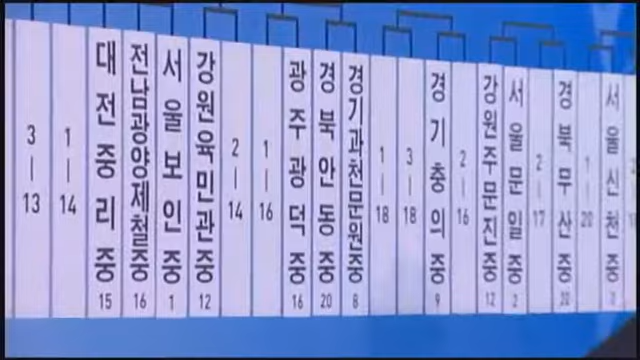 3-13
1-14
대전중리중 15
전남광양제철중 16
서울보인중 1
강원육민관중 12
2-14
1-16
광주광덕중 16
경북안동중 20
경기과천문원중 8
1-18
3-18
경기충의중 9
2-16
강원주문진중 12
서울문일중 2
2-17
경북무산중 20
1-20
서울신천중